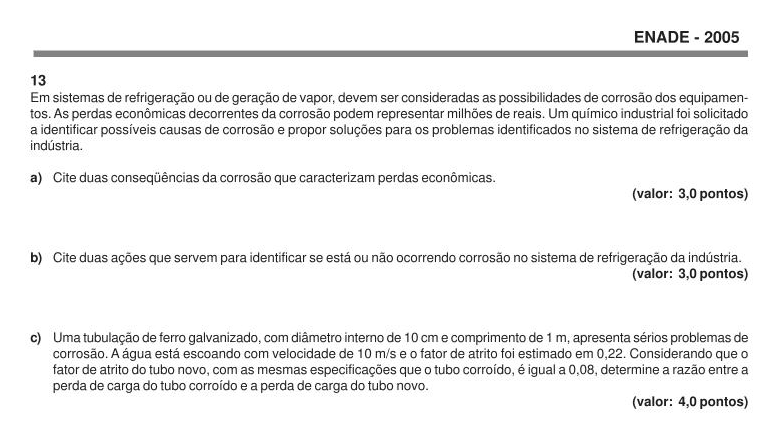 ENADE - 2005
13
Em sistemas de refrigeração ou de geração de vapor, devem ser consideradas as possibilidades de corrosão dos equipamen-
tos. As perdas econômicas decorrentes da corrosão podem representar milhões de reais. Um químico industrial foi solicitado
a identificar possíveis causas de corrosão e propor soluções para os problemas identificados no sistema de refrigeração da
indústria.
a) Cite duas conseqüências da corrosão que caracterizam perdas econômicas.
(valor: 3,0 pontos)
b) Cite duas ações que servem para identificar se está ou não ocorrendo corrosão no sistema de refrigeração da indústria.
(valor: 3,0 pontos)
c) Uma tubulação de ferro galvanizado, com diâmetro interno de 10 cm e comprimento de 1 m, apresenta sérios problemas de
corrosão. A água está escoando com velocidade de 10 m/s e o fator de atrito foi estimado em 0,22. Considerando que o
fator de atrito do tubo novo, com as mesmas especificações que o tubo corroído, é igual a 0,08, determine a razão entre a
perda de carga do tubo corroído e a perda de carga do tubo novo.
(valor: 4,0 pontos)